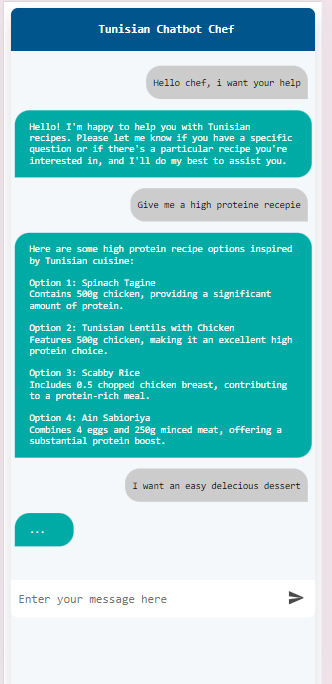 Tunisian Chatbot Chef
Hello chef, i want your help
Hello! I'm happy to help you with Tunisian
recipes. Please let me know if you have a specific
question or if there's a particular recipe you're
interested in, and I'll do my best to assist you.
Give me a high proteine recepie
Here are some high protein recipe options inspired
by Tunisian cuisine:
Option 1: Spinach Tagine
Contains 500g chicken, providing a significant
amount of protein.
Option 2: Tunisian Lentils with Chicken
Features 500g chicken, making it an excellent high
protein choice.
Option 3: Scabby Rice
Includes 0.5 chopped chicken breast, contributing
to a protein-rich meal.
Option 4: Ain Sabioriya
Combines 4 eggs and 250g minced meat, offering a
substantial protein boost.
I want an easy delecious dessert
...
Enter your message here